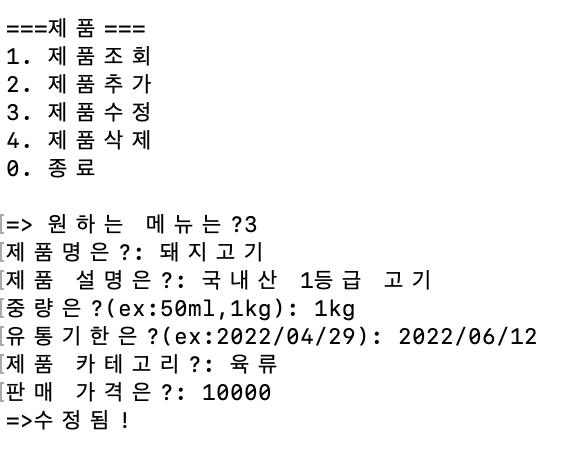 ===제품===
1. 제품조회
2. 제품추가
3. 제품수정
4. 제품삭제
0. 종료
[=> 원하는 메뉴는?3
[제품명은?: 돼지고기
[제품 설명은?: 국내산 1등급 고기
[중량은?(ex:50ml,1kg): 1kg
[유통기한은?(ex:2022/04/29): 2022/06/12
[제품 카테고리?: 육류
[판매 가격은?: 10000
=>수정됨!